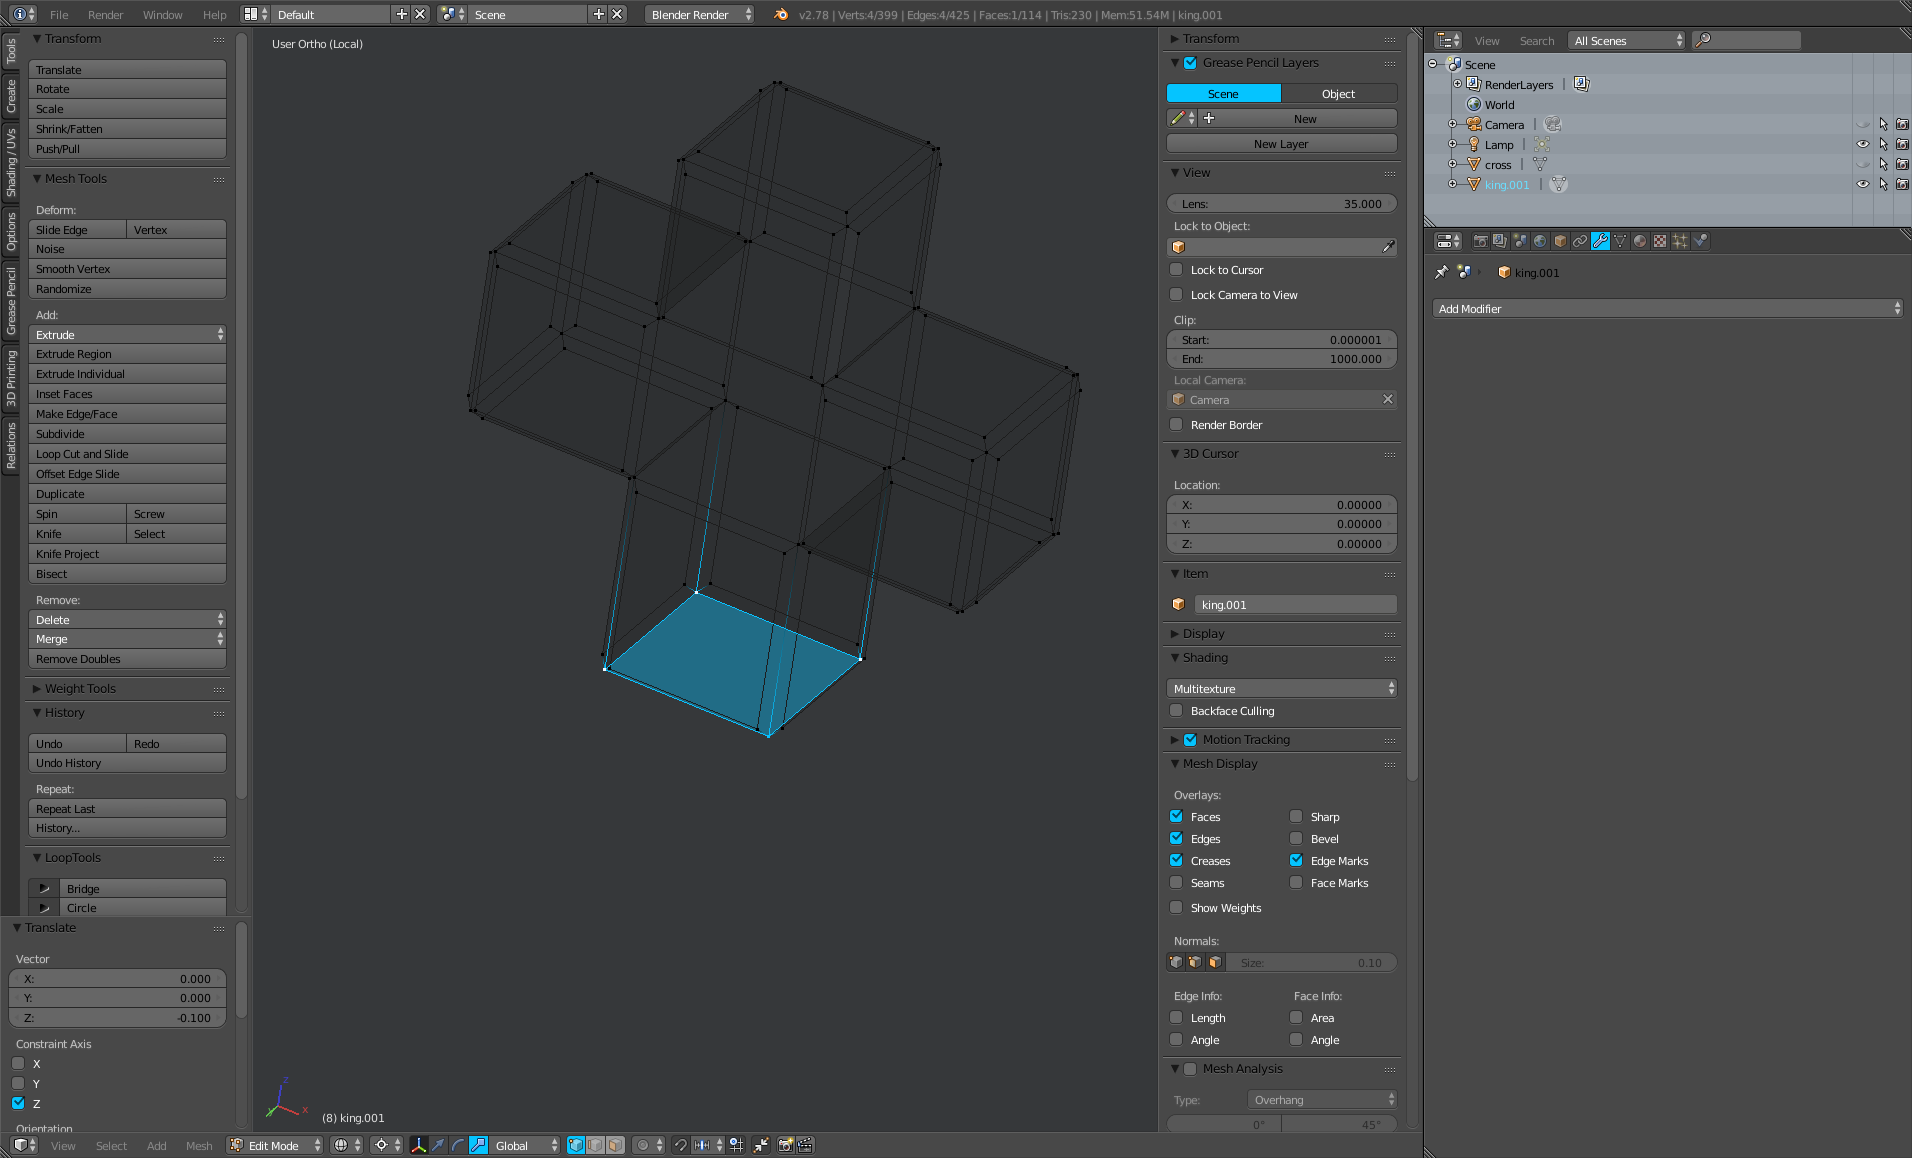 File Render Window Help Default Scene Blender Render v2.78 | Verts:4/399 | Edges:4/425 | Faces:1/114 | Tris:230 | Mem:51.54M | king.001
Tools
Create
Shading / UVs
Options
Grease Pencil
3D Printing
Relations
Transform
Translate
Rotate
Scale
Shrink/Fatten
Push/Pull
Mesh Tools
Deform:
Slide Edge Vertex
Noise
Smooth Vertex
Randomize
Add:
Extrude
Extrude Region
Extrude Individual
Inset Faces
Make Edge/Face
Subdivide
Loop Cut and Slide
Offset Edge Slide
Duplicate
Spin Screw
Knife Select
Knife Project
Bisect
Remove:
Delete
Merge
Remove Doubles
Weight Tools
History
Undo Redo
Undo History
Repeat:
Repeat Last
History...
LoopTools
Bridge
Circle
Translate
Vector
X: 0.000
Y: 0.000
Z: -0.100
Constraint Axis
X
Y
Z
Orientation
User Ortho (Local)
z
y
x
(8) king.001
View Select Add Mesh Edit Mode Global
Transform
Grease Pencil Layers
Scene Object
New
New Layer
View
Lens: 35.000
Lock to Object:
Lock to Cursor
Lock Camera to View
Clip:
Start: 0.000001
End: 1000.000
Local Camera:
Camera
Render Border
3D Cursor
Location:
X: 0.00000
Y: 0.00000
Z: 0.00000
Item
king.001
Display
Shading
Multitexture
Backface Culling
Motion Tracking
Mesh Display
Overlays:
Faces Sharp
Edges Bevel
Creases Edge Marks
Seams Face Marks
Show Weights
Normals:
Size: 0.10
Edge Info: Face Info:
Length Area
Angle Angle
Mesh Analysis
Type: Overhang
0° 45°
View Search All Scenes
Scene
RenderLayers
World
Camera
Lamp
cross
king.001
king.001
Add Modifier